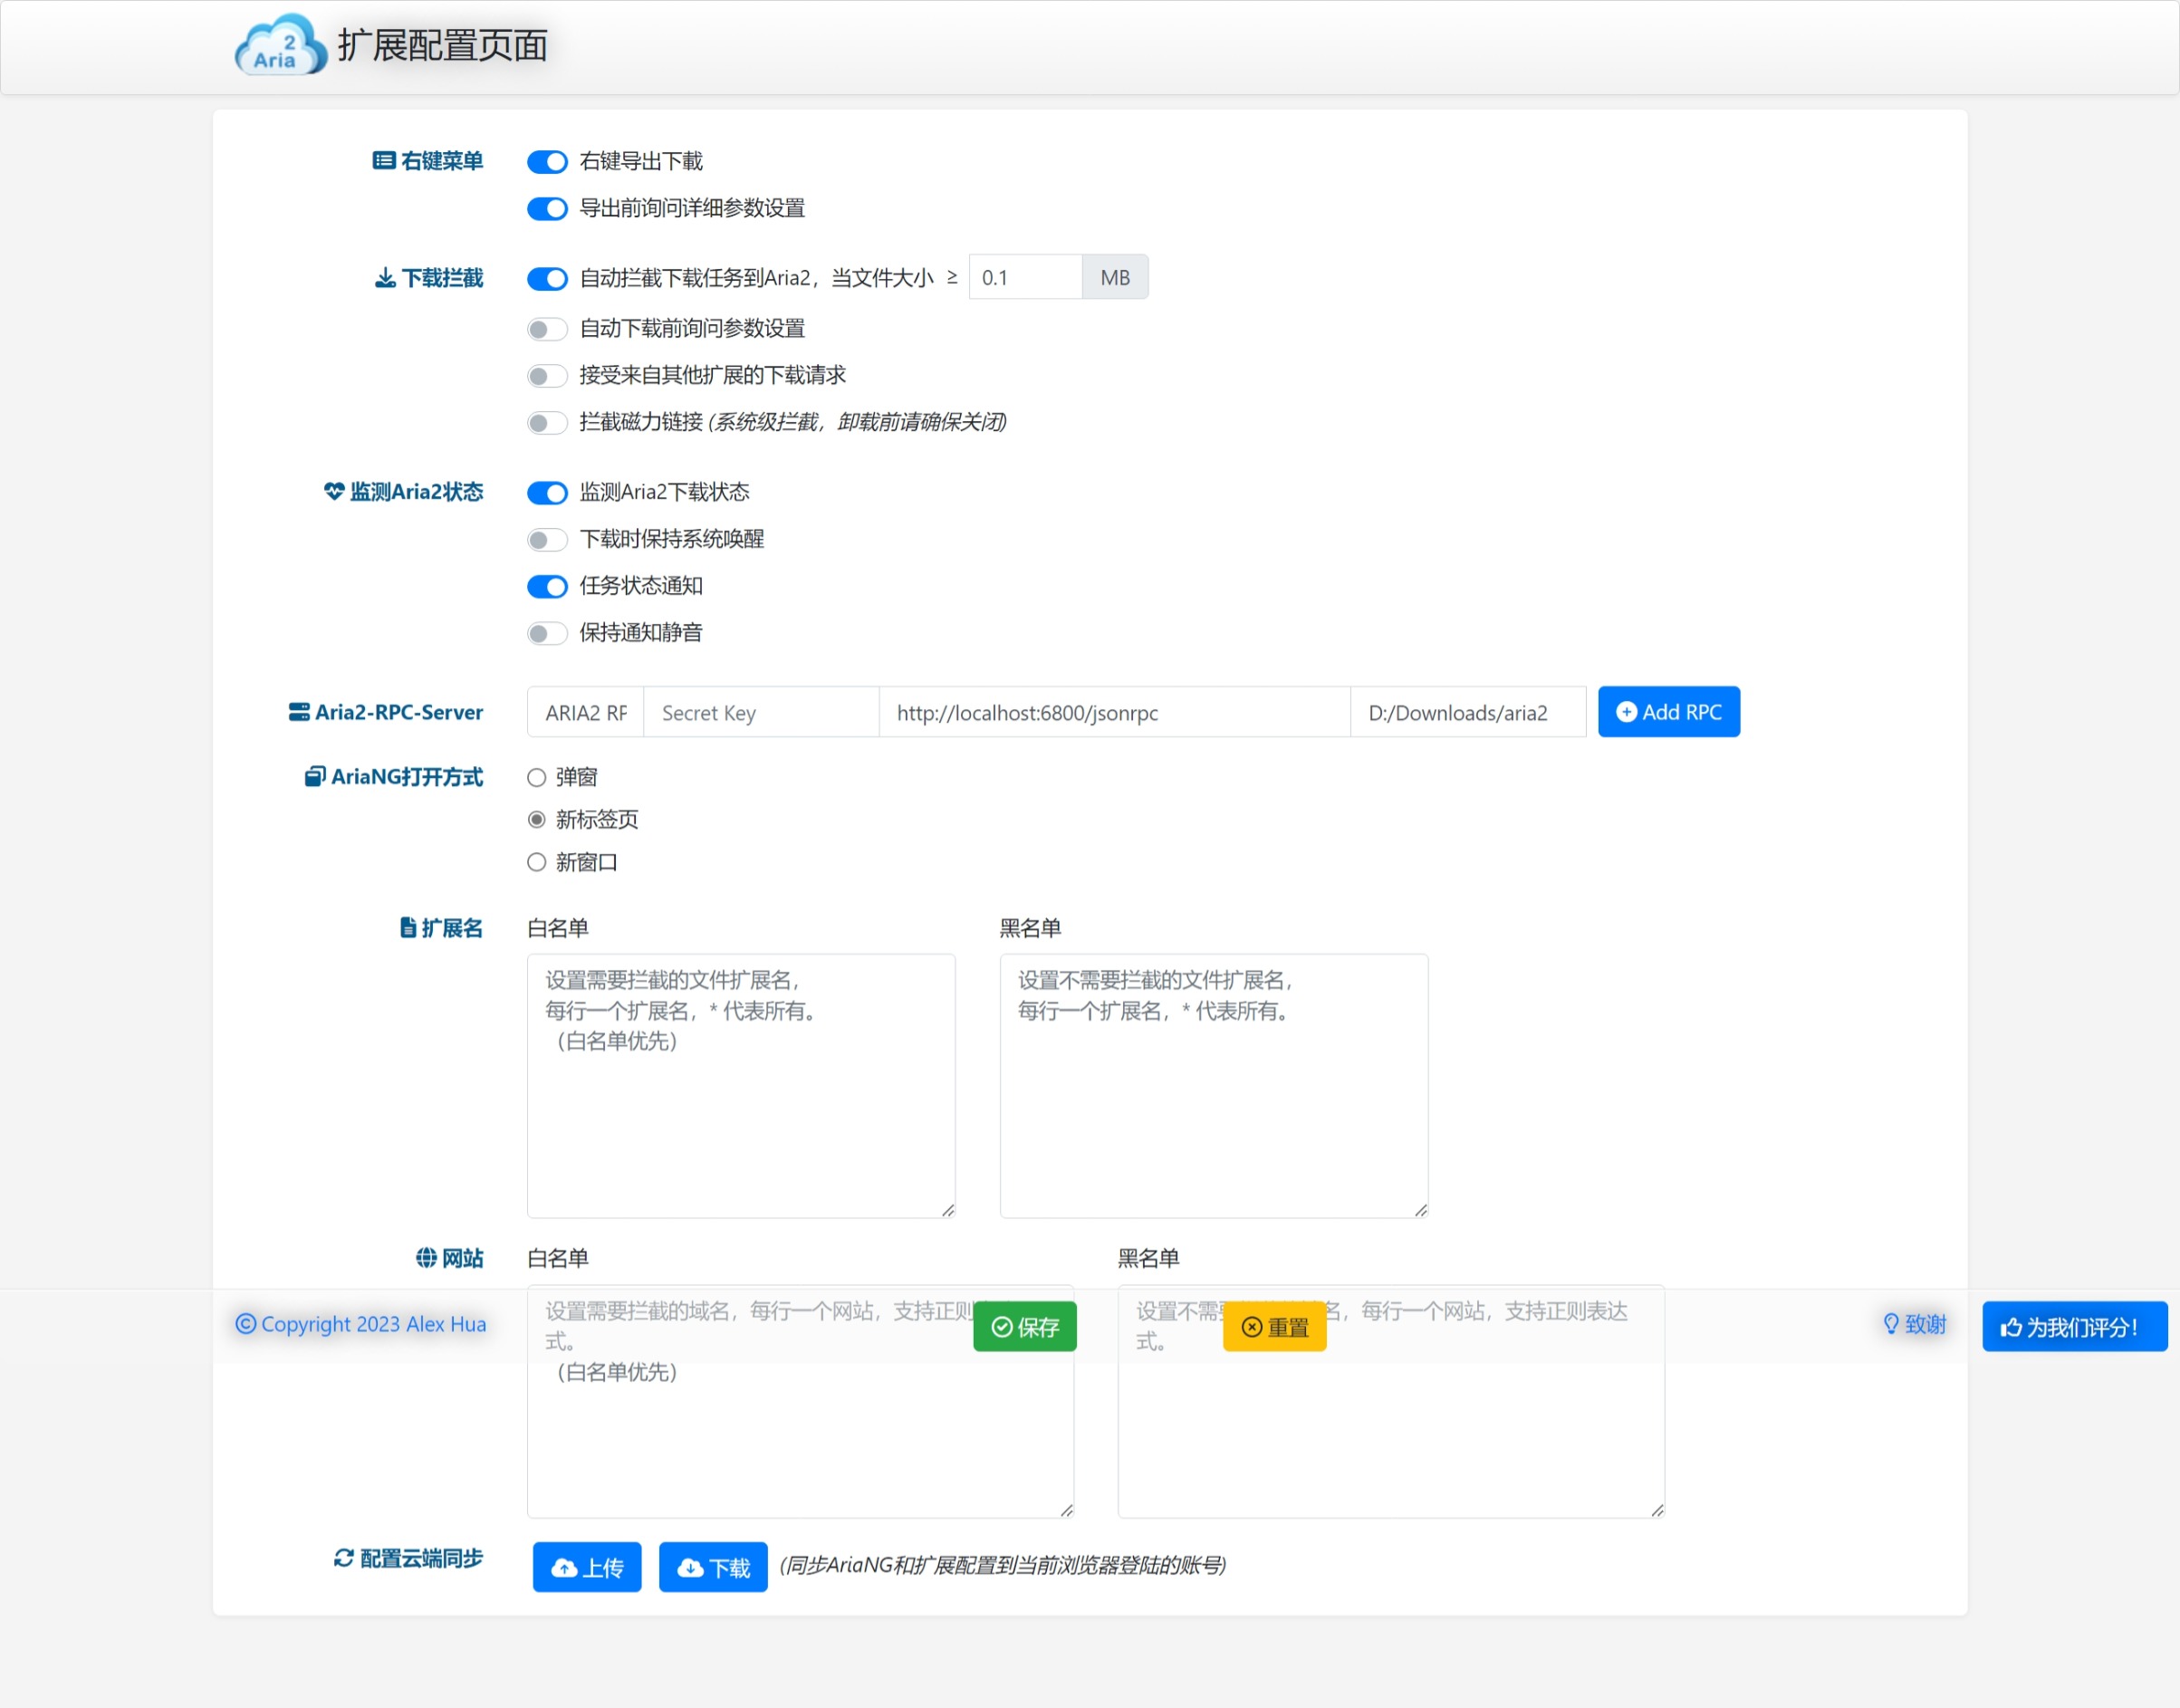 2
Aria
扩展配置页面
右键菜单
右键导出下載
导出前询问详细参数设置
下载拦截
自动拦截下载任务到Aria2，当文件大小 ≥ 0.1 MB
自动下载前询问参数设置
接受来自其他扩展的下载请求
拦截磁力链接 (系统级拦截，卸载前请确保关闭)
监测Aria2状态
监测Aria2下载状态
下载时保持系统唤醒
任务状态通知
保持通知静音
Aria2-RPC-Server
ARIA2 RF
Secret Key
http://localhost:6800/jsonrpc
D:/Downloads/aria2
Add RPC
AriaNG打开方式
弹窗
新标签页
新窗口
扩展名
白名单
设置需要拦截的文件扩展名，
每行一个扩展名，* 代表所有。
（白名单优先）
黑名单
设置不需要拦截的文件扩展名，
每行一个扩展名，* 代表所有。
网站
白名单
设置需要拦截的域名，每行一个网站，支持正则
式。
（白名单优先）
黑名单
设置不需 名，每行一个网站，支持正则表达
式。
© Copyright 2023 Alex Hua
保存
重置
致谢
为我们评分！
配置云端同步
上传
下载
(同步AriaNG和扩展配置到当前浏览器登陆的账号)